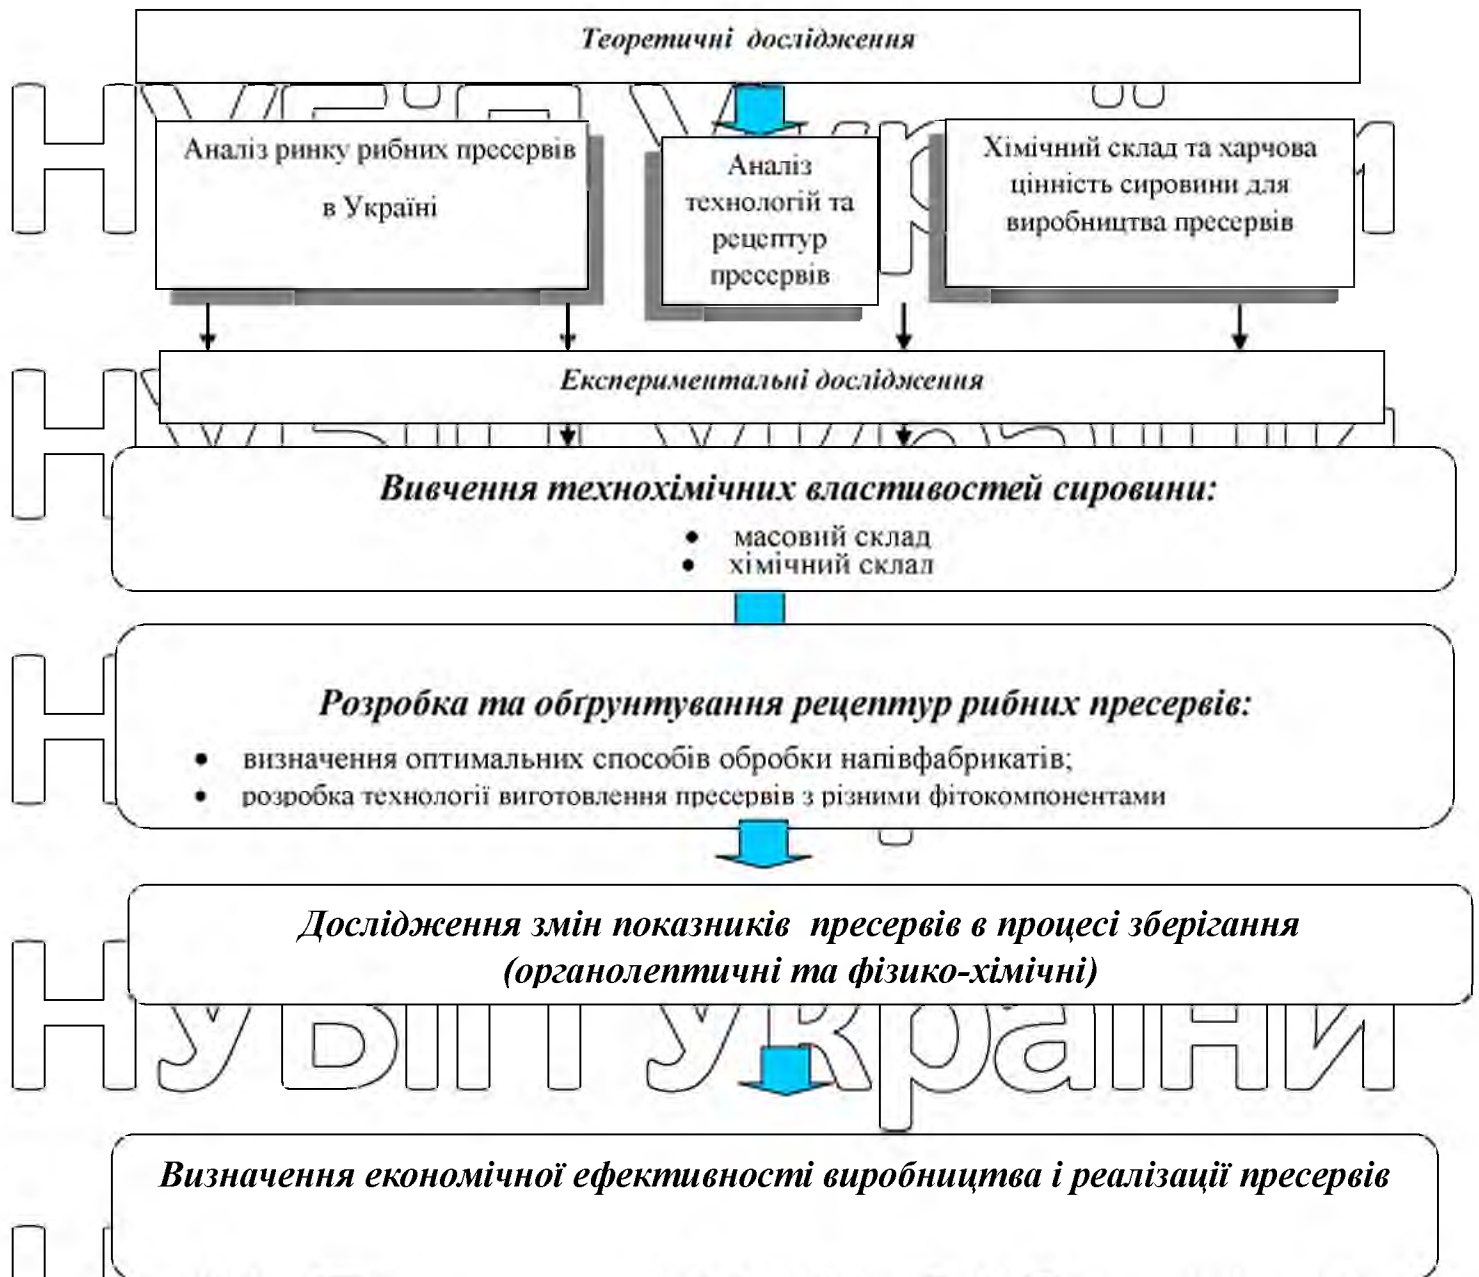 Теоретичні дослідження
Аналіз ринку рибних пресервів
в Україні
Аналіз
технологій та
рецептур
пресервів
Хімічний склад та харчова
цінність сировини для
виробництва пресервів
Експериментальні дослідження
Вивчення технохімічних властивостей сировини:
• масовий склад
• хімічний склад
Розробка та обґрунтування рецептур рибних пресервів:
• визначення оптимальних способів обробки напівфабрикатів;
• розробка технології виготовлення пресервів з різними фітокомпонентами
Дослідження змін показників пресервів в процесі зберігання
(органолептичні та фізико-хімічні)
НУБІП України
Визначення економічної ефективності виробництва і реалізації пресервів